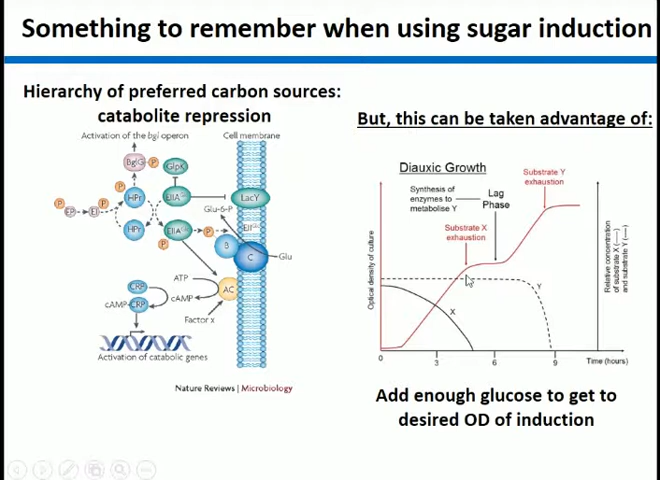 Something to remember when using sugar induction
Hierarchy of preferred carbon sources:
catabolite repression
Activation of the bgl operon
Cell membrane
BglG
P
GlpK
P
HPr
EIIA
LacY
P
EI
P
EI
P
Glu-6-P
HPr
EIIA
P
P
EIIC
B
C
Glu
CRP
ATP
cAMP
AC
cAMP
CRP
Factor x
Activation of catabolic genes
Nature Reviews | Microbiology
But, this can be taken advantage of:
Diauxic Growth
Substrate Y
exhaustion
Synthesis of
enzymes to
metabolise Y
Lag
Phase
Substrate X
exhaustion
Optical density of culture
X
Y
Relative concentration
of substrate X (—)
and substrate Y (---)
0
3
6
9
Time (hours)
Add enough glucose to get to
desired OD of induction